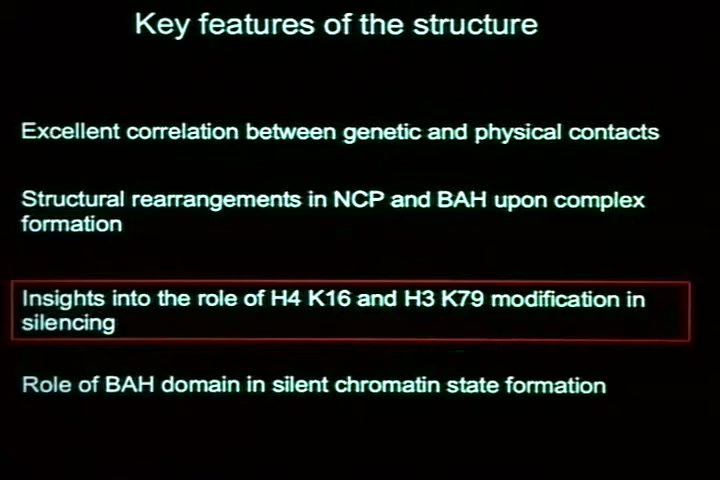 Key features of the structure
Excellent correlation between genetic and physical contacts
Structural rearrangements in NCP and BAH upon complex
formation
Insights into the role of H4 K16 and H3 K79 modification in
silencing
Role of BAH domain in silent chromatin state formation